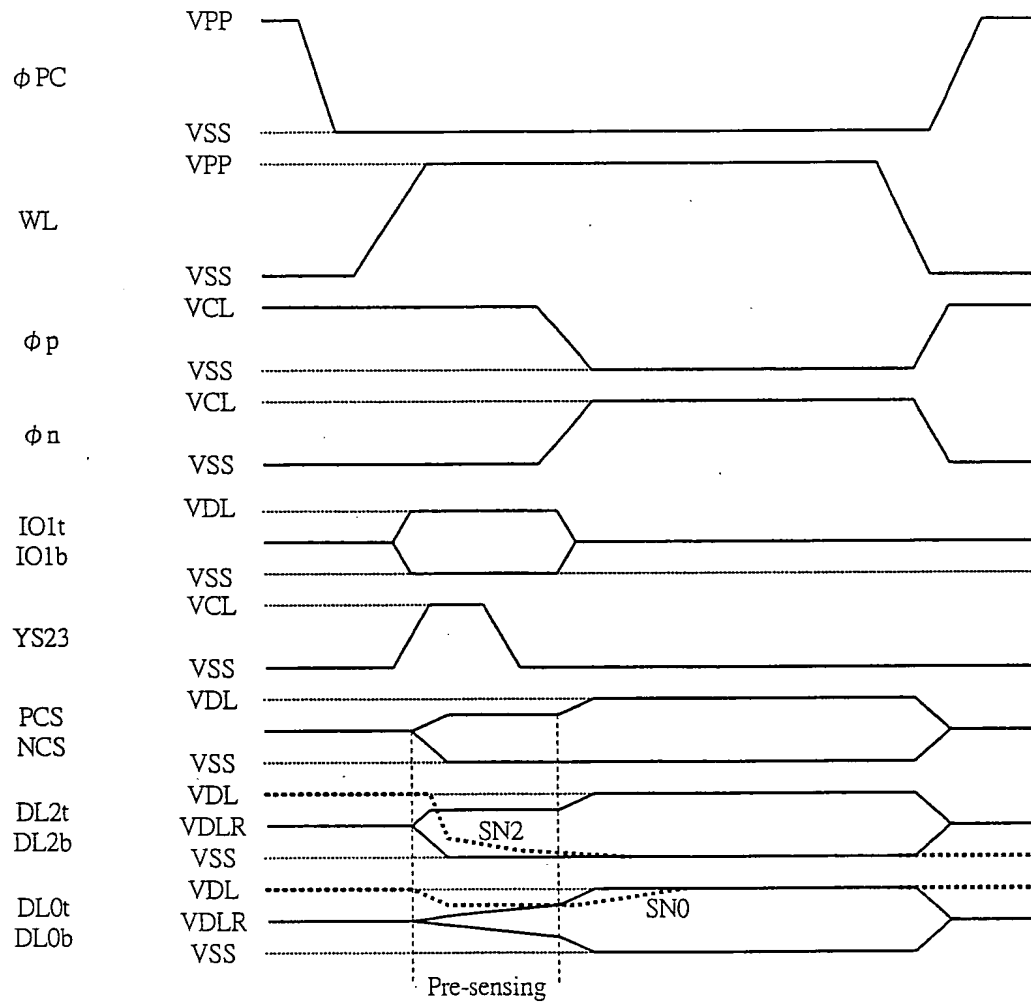 VPP
φPC
VSS
VPP
WL
VSS
VCL
φp
VSS
VCL
φn
VSS
VDL
IO1t
IO1b
VSS
VCL
YS23
VSS
VDL
PCS
NCS
VSS
VDL
DL2t
VDLR
SN2
DL2b
VSS
VDL
DL0t
VDLR
SN0
DL0b
VSS
Pre-sensing